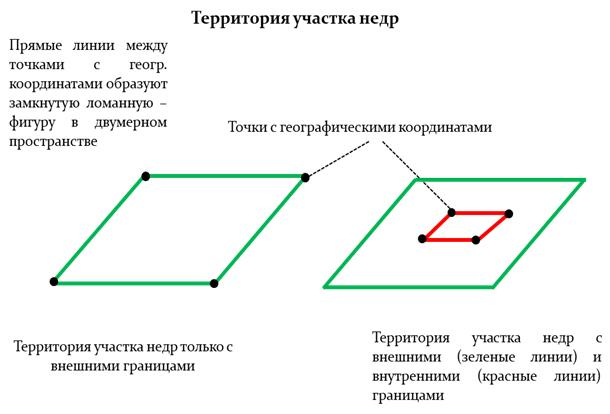 Территория участка недр
Прямые линии между
точками с геогр.
координатами образуют
замкнутую ломанную –
фигуру в двумерном
пространстве
Точки с географическими координатами
Территория участка недр только с
внешними границами
Территория участка недр с
внешними (зеленые линии) и
внутренними (красные линии)
границами